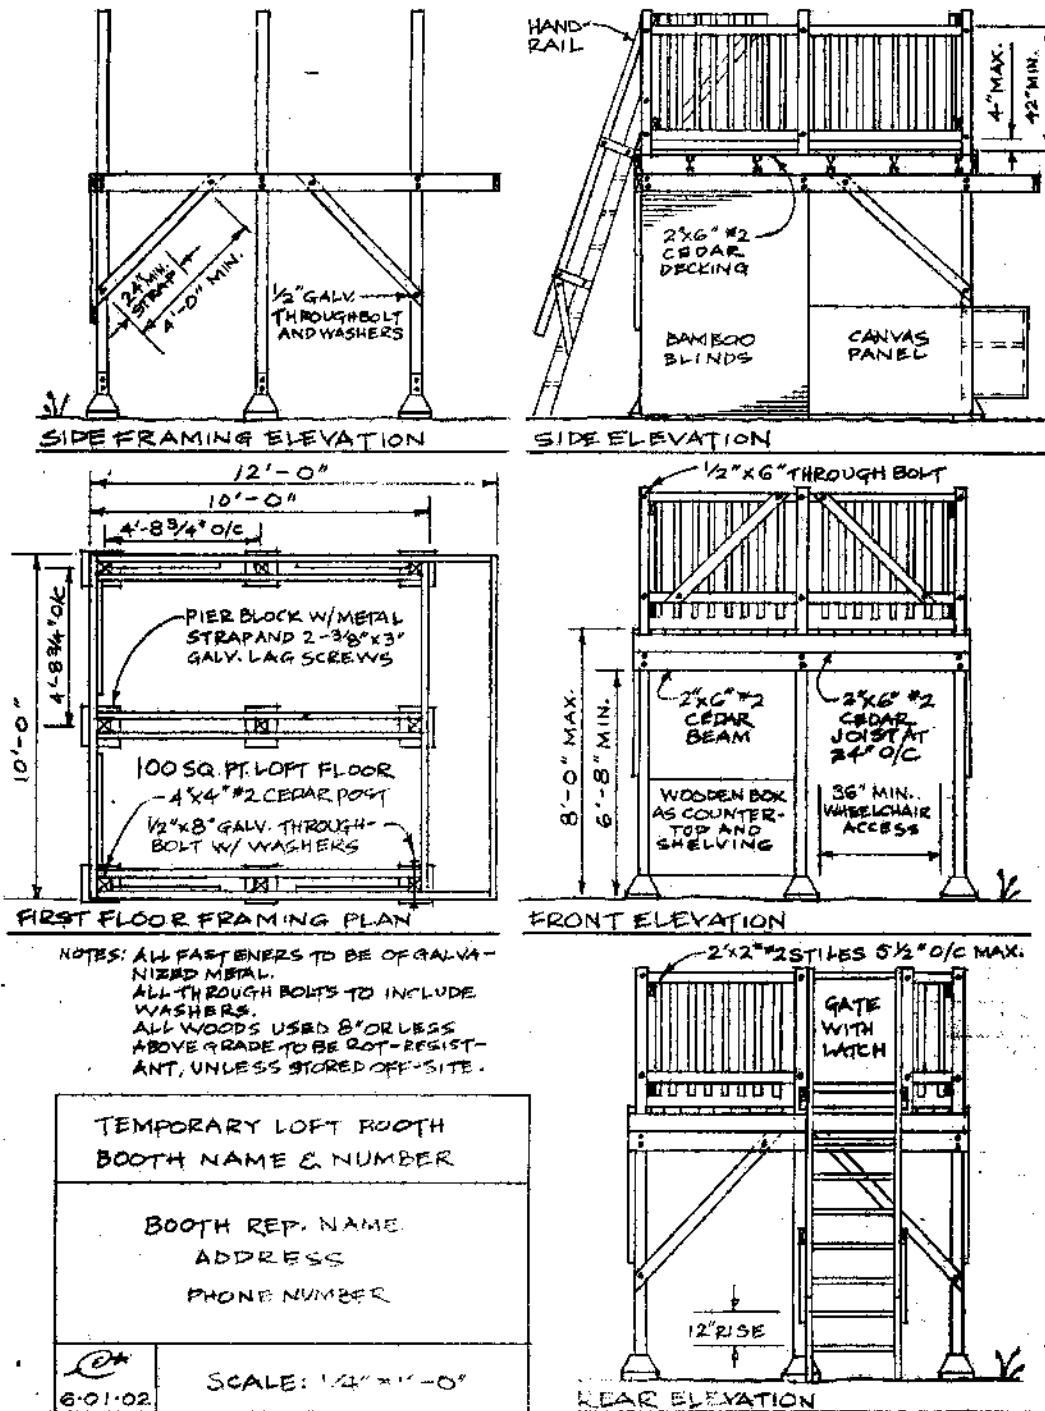 HAND-
RAIL
4" MAX.
42" MIN.
24" MIN.
STRAP
4'-0" MIN.
1/2" GALV.
THROUGHBOLT
AND WASHERS
2"x6" #2
CEDAR
DECKING
BAMBOO
BLINDS
CANVAS
PANEL
SIDE FRAMING ELEVATION
SIDE ELEVATION
12'-0"
10'-0"
4'-8 3/4" O/C
4'-8 3/4" O/C
10'-0"
PIER BLOCK W/METAL
STRAP AND 2-3/8"x3"
GALV. LAG SCREWS
100 SQ. FT. LOFT FLOOR
4"x4" #2 CEDAR POST
1/2"x8" GALV. THROUGH-
BOLT W/ WASHERS
FIRST FLOOR FRAMING PLAN
1/2"x6" THROUGH BOLT
8'-0" MAX.
6'-8" MIN.
2"x6" #2
CEDAR
BEAM
2"x6" #2
CEDAR
JOIST AT
24" O/C
WOODEN BOX
AS COUNTER-
TOP AND
SHELVING
36" MIN.
WHEELCHAIR
ACCESS
FRONT ELEVATION
NOTES: ALL FASTENERS TO BE OF GALVA-
NIZED METAL.
ALL THROUGH BOLTS TO INCLUDE
WASHERS.
ALL WOODS USED 8" OR LESS
ABOVE GRADE TO BE ROT-RESIST-
ANT, UNLESS STORED OFF-SITE.
2"x2" #2 STILES 5 1/2" O/C MAX.
GATE
WITH
LATCH
12" RISE
REAR ELEVATION
TEMPORARY LOFT BOOTH
BOOTH NAME & NUMBER
BOOTH REP. NAME
ADDRESS
PHONE NUMBER
6·01·02
SCALE: 1/4" = 1'-0"